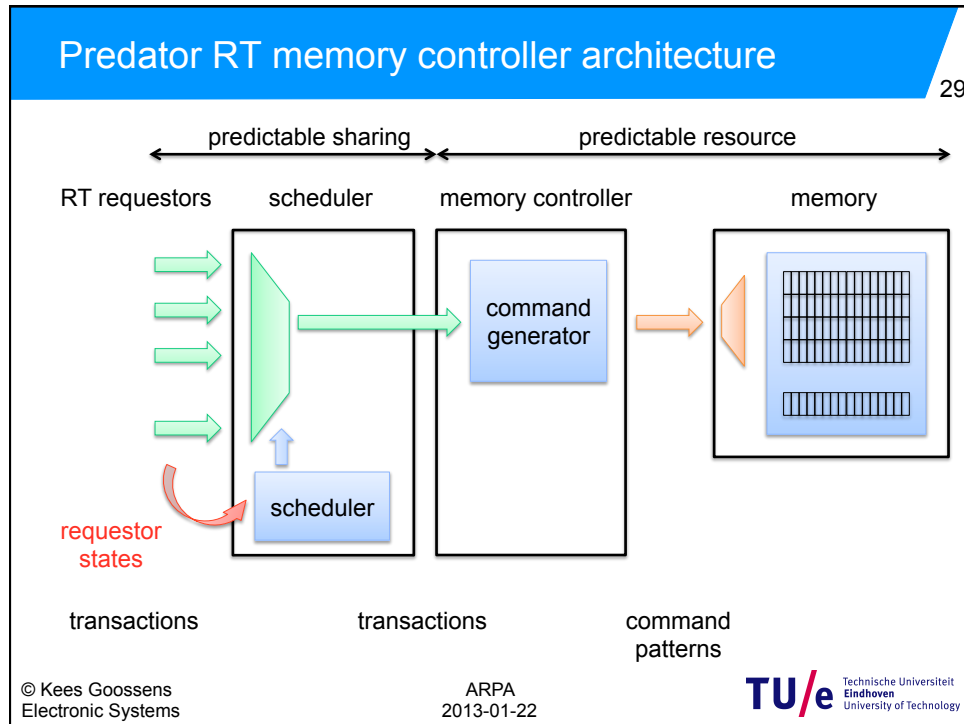 Predator RT memory controller architecture
29
predictable sharing
predictable resource
RT requestors
scheduler
memory controller
memory
command
generator
scheduler
requestor
states
transactions
transactions
command
patterns
© Kees Goossens
Electronic Systems
ARPA
2013-01-22
TU/e
Technische Universiteit
Eindhoven
University of Technology